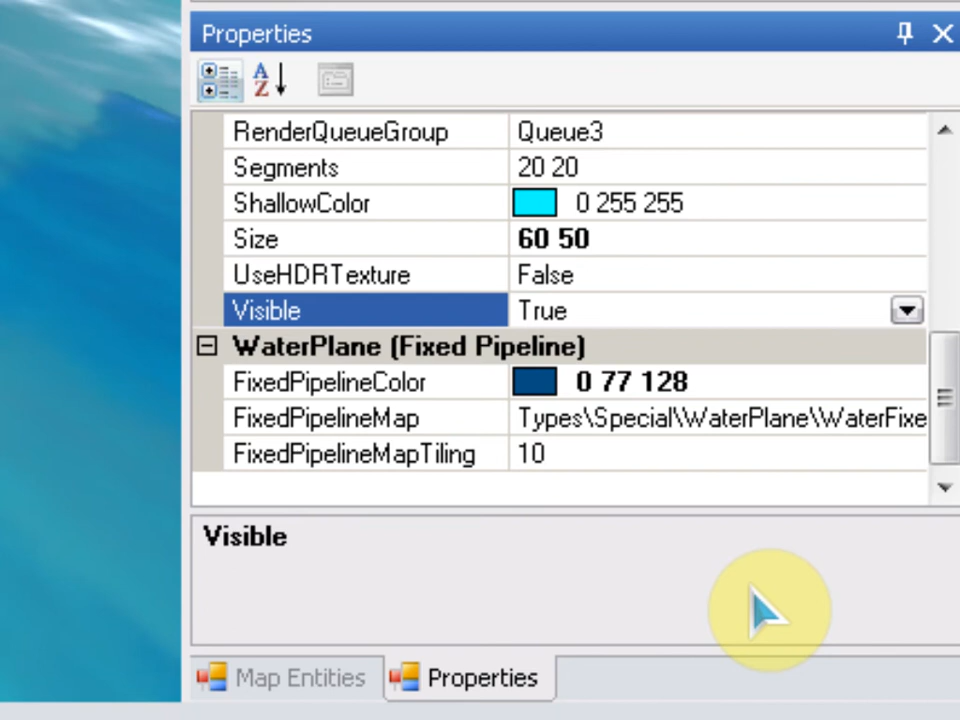 Properties
A
Z
RenderQueueGroup Queue3
Segments 20 20
ShallowColor 0 255 255
Size 60 50
UseHDRTexture False
Visible True
WaterPlane (Fixed Pipeline)
FixedPipelineColor 0 77 128
FixedPipelineMap Types\Special\WaterPlane\WaterFixe
FixedPipelineMapTiling 10
Visible
Map Entities Properties